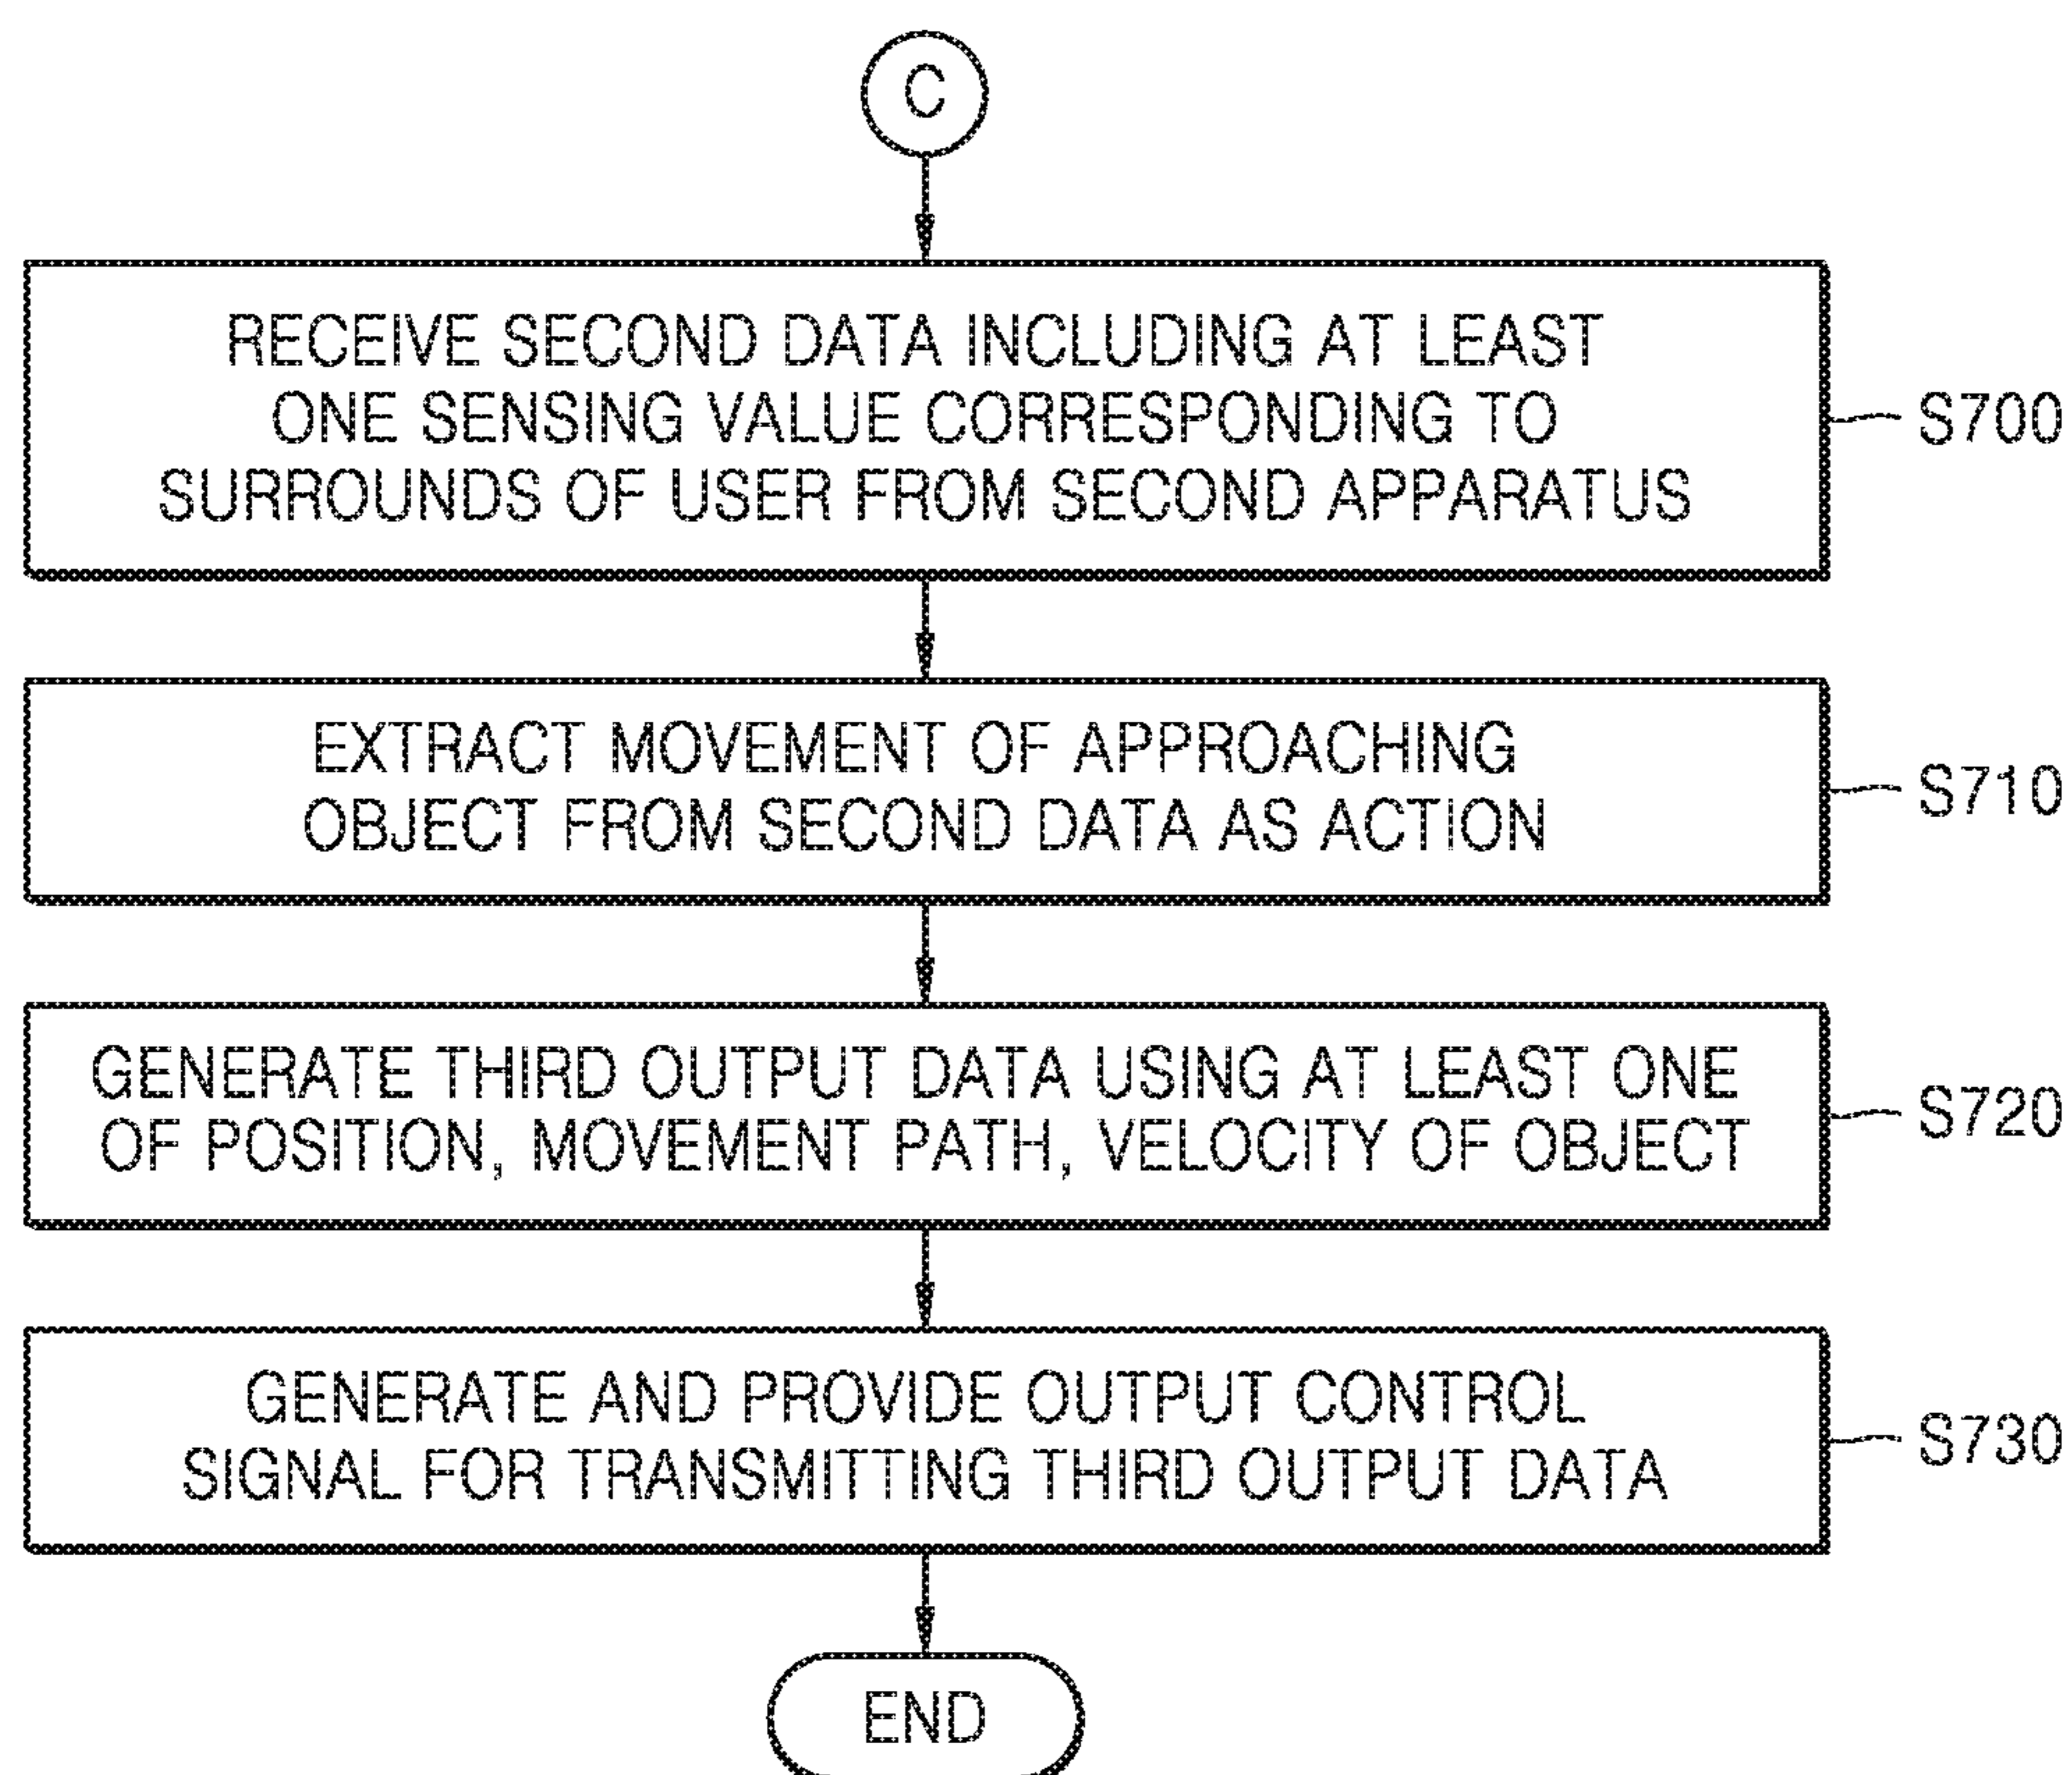 C
RECEIVE SECOND DATA INCLUDING AT LEAST
ONE SENSING VALUE CORRESPONDING TO
SURROUNDS OF USER FROM SECOND APPARATUS
S700
EXTRACT MOVEMENT OF APPROACHING
OBJECT FROM SECOND DATA AS ACTION
S710
GENERATE THIRD OUTPUT DATA USING AT LEAST ONE
OF POSITION, MOVEMENT PATH, VELOCITY OF OBJECT
S720
GENERATE AND PROVIDE OUTPUT CONTROL
SIGNAL FOR TRANSMITTING THIRD OUTPUT DATA
S730
END